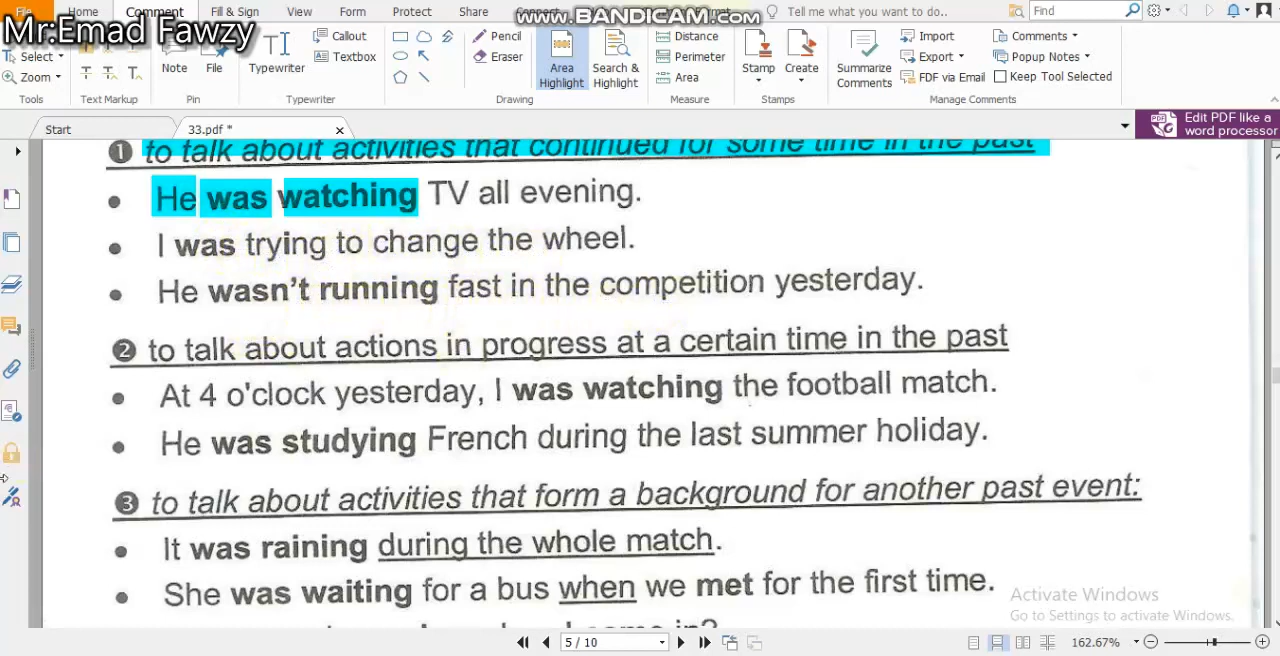 www.BANDICAM.com
Mr:Emad Fawzy
File Home Comment Fill & Sign View Form Protect Share Tell me what you want to do.. Find
Select
Zoom
Tools
Text Markup
Note
File
Pin
Typewriter
Callout
Textbox
Typewriter
Pencil
Eraser
Drawing
Area Highlight
Search & Highlight
Distance
Perimeter
Area
Measure
Stamp
Create
Stamps
Summarize Comments
Import
Export
FDF via Email
Comments
Popup Notes
Keep Tool Selected
Manage Comments
Start
33.pdf *
Edit PDF like a
word processor
❶ to talk about activities that continued for some time in the past
• He was watching TV all evening.
• I was trying to change the wheel.
• He wasn't running fast in the competition yesterday.
❷ to talk about actions in progress at a certain time in the past
• At 4 o'clock yesterday, I was watching the football match.
• He was studying French during the last summer holiday.
❸ to talk about activities that form a background for another past event:
• It was raining during the whole match.
• She was waiting for a bus when we met for the first time.
Activate Windows
Go to Settings to activate Windows.
5 / 10
162.67%